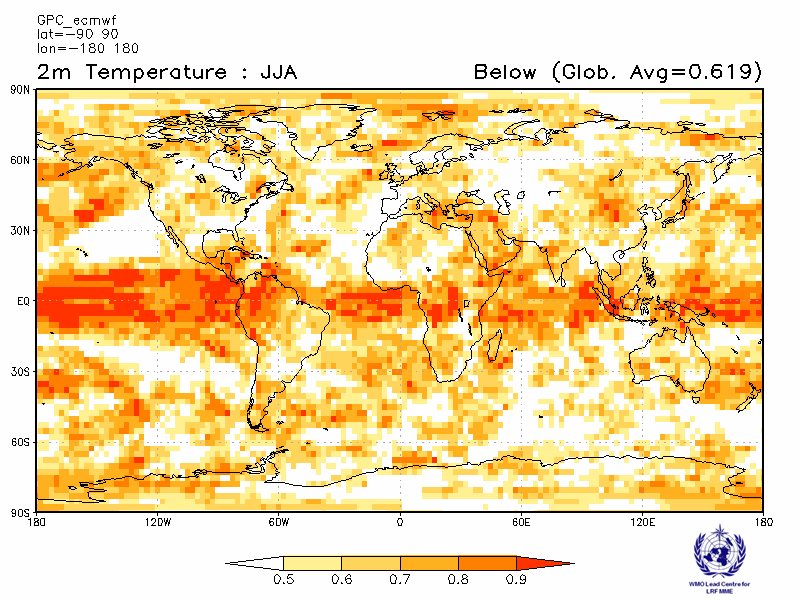 GPC_ecmwf
lat=-90 90
lon=-180 180
2m Temperature : JJA Below (Glob. Avg=0.619)
90N
60N
30N
EQ
30S
60S
90S
180 120W 60W 0 60E 120E 180
0.5 0.6 0.7 0.8 0.9
WMO Lead Centre for
LRF MME